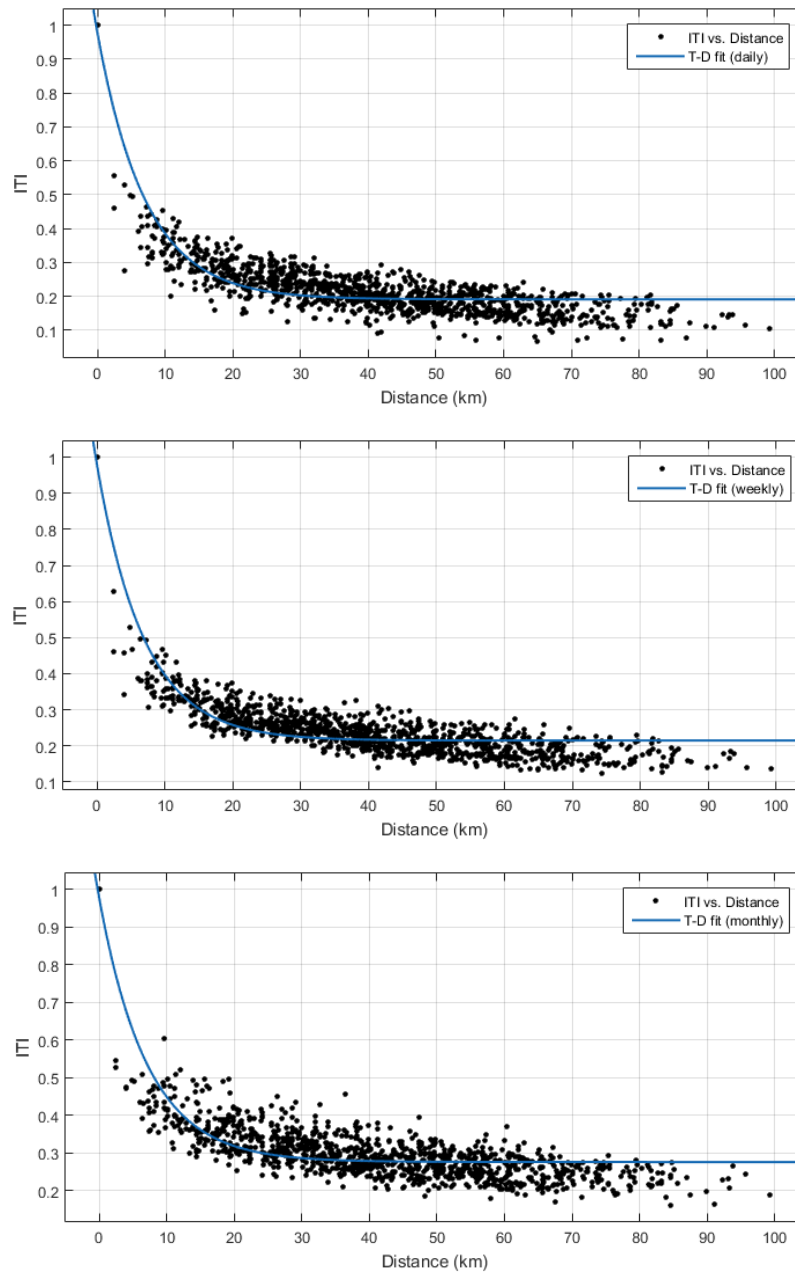 1
0.9
0.8
0.7
0.6
0.5
0.4
0.3
0.2
0.1
ITI
ITI vs. Distance
T-D fit (daily)
0 10 20 30 40 50 60 70 80 90 100
Distance (km)
1
0.9
0.8
0.7
0.6
0.5
0.4
0.3
0.2
0.1
ITI
ITI vs. Distance
T-D fit (weekly)
0 10 20 30 40 50 60 70 80 90 100
Distance (km)
1
0.9
0.8
0.7
0.6
0.5
0.4
0.3
0.2
ITI
ITI vs. Distance
T-D fit (monthly)
0 10 20 30 40 50 60 70 80 90 100
Distance (km)